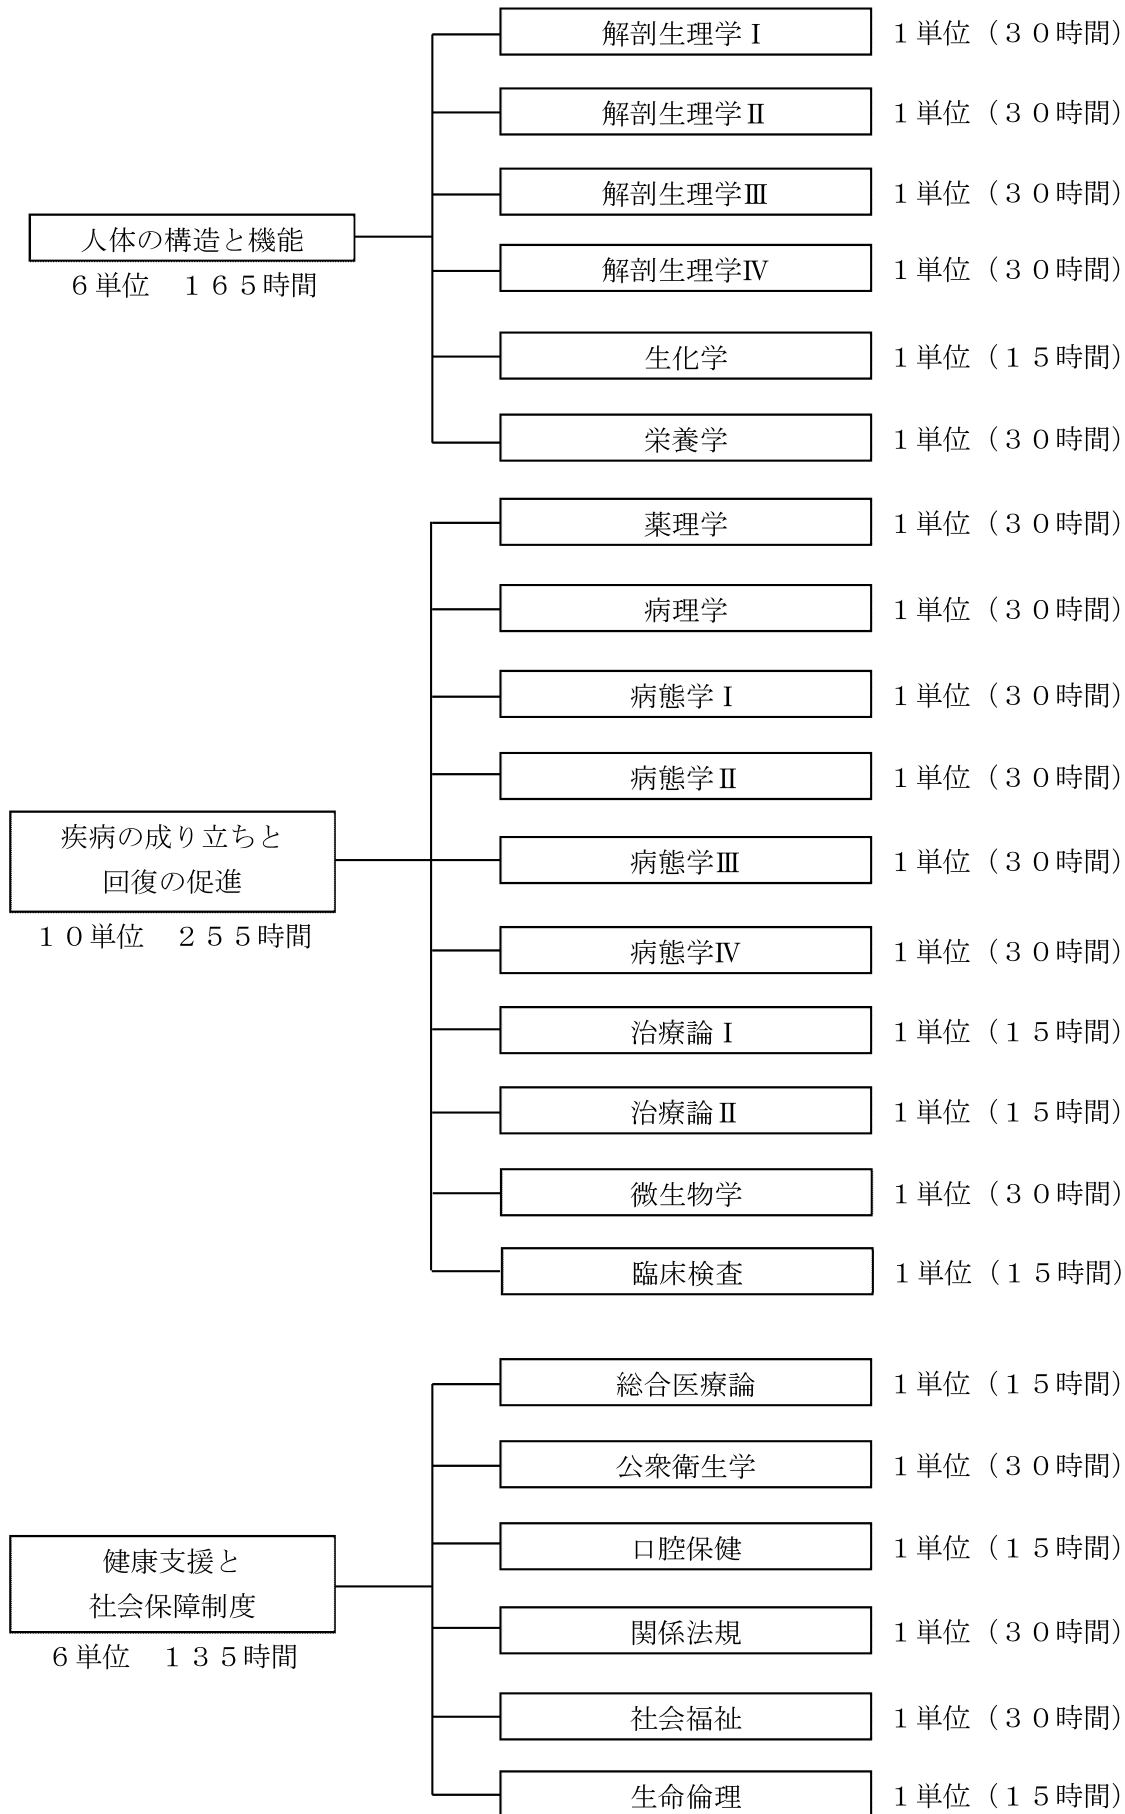 解剖生理学Ⅰ １単位（３０時間）
解剖生理学Ⅱ １単位（３０時間）
解剖生理学Ⅲ １単位（３０時間）
人体の構造と機能
６単位　１６５時間
解剖生理学Ⅳ １単位（３０時間）
生化学 １単位（１５時間）
栄養学 １単位（３０時間）
薬理学 １単位（３０時間）
病理学 １単位（３０時間）
病態学Ⅰ １単位（３０時間）
病態学Ⅱ １単位（３０時間）
疾病の成り立ちと
回復の促進
１０単位　２５５時間
病態学Ⅲ １単位（３０時間）
病態学Ⅳ １単位（３０時間）
治療論Ⅰ １単位（１５時間）
治療論Ⅱ １単位（１５時間）
微生物学 １単位（３０時間）
臨床検査 １単位（１５時間）
総合医療論 １単位（１５時間）
公衆衛生学 １単位（３０時間）
口腔保健 １単位（１５時間）
健康支援と
社会保障制度
６単位　１３５時間
関係法規 １単位（３０時間）
社会福祉 １単位（３０時間）
生命倫理 １単位（１５時間）